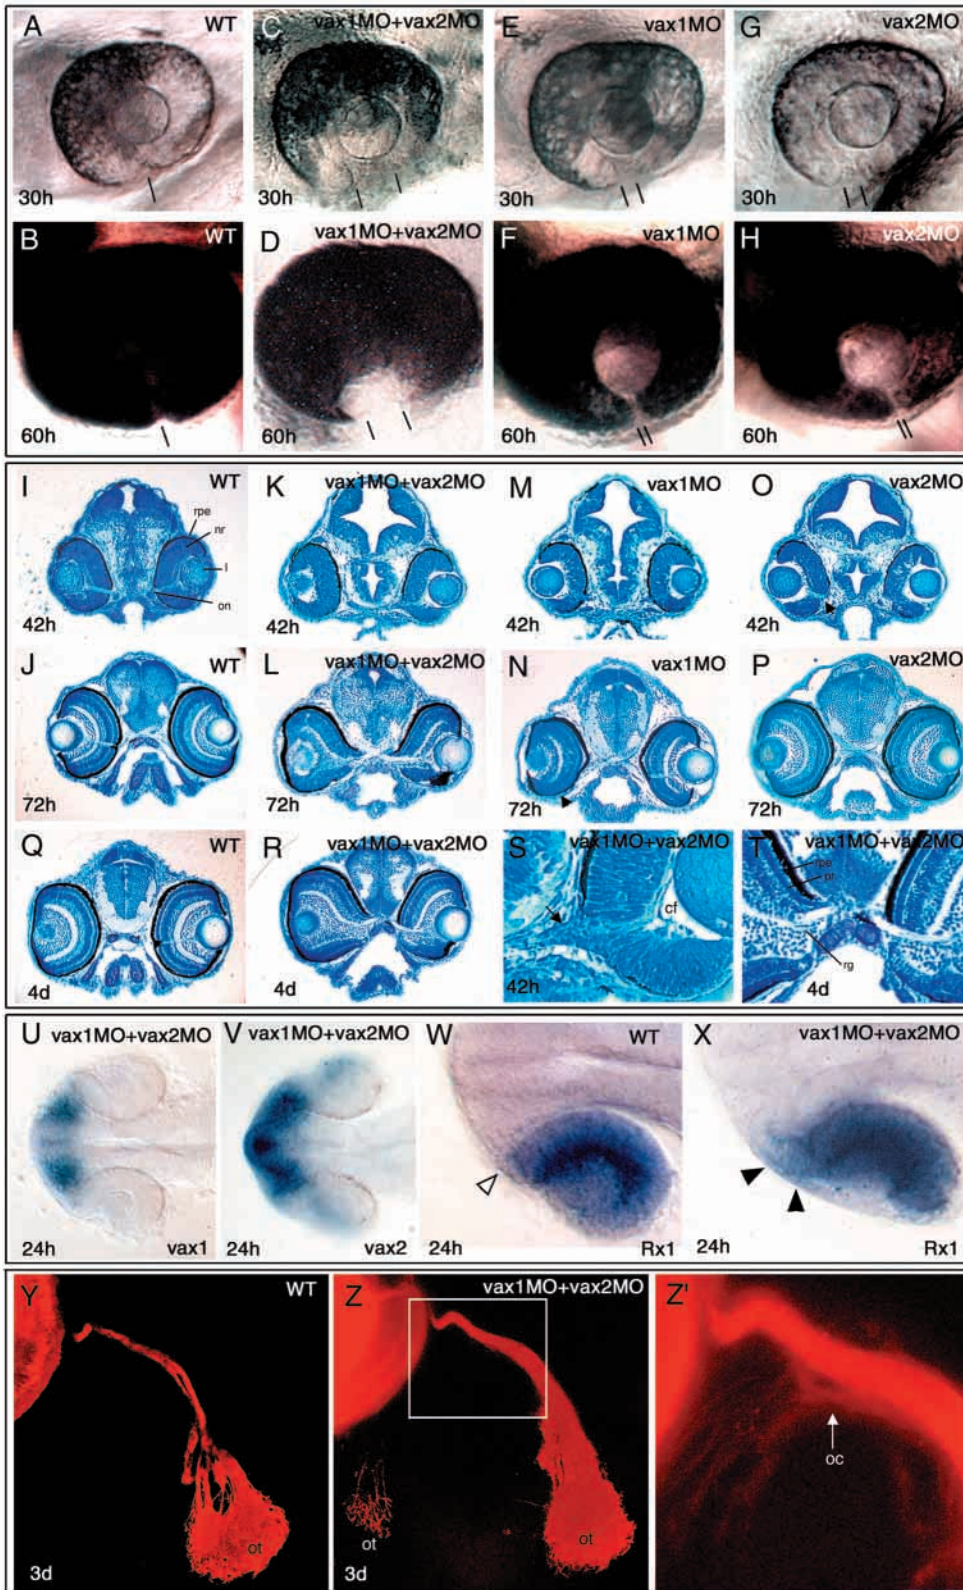 A WT C vax1MO+vax2MO E vax1MO G vax2MO
30h 30h 30h 30h
B WT D vax1MO+vax2MO F vax1MO H vax2MO
60h 60h 60h 60h
I WT K vax1MO+vax2MO M vax1MO O vax2MO
rpe
nr
l
on
42h 42h 42h 42h
J WT L vax1MO+vax2MO N vax1MO P vax2MO
72h 72h 72h 72h
Q WT R vax1MO+vax2MO S vax1MO+vax2MO T vax1MO+vax2MO
rpe
pr
cf
rg
4d 4d 42h 4d
U vax1MO+vax2MO V vax1MO+vax2MO W WT X vax1MO+vax2MO
24h vax1 24h vax2 24h Rx1 24h Rx1
Y WT Z vax1MO+vax2MO Z'
oc
ot ot ot
3d 3d